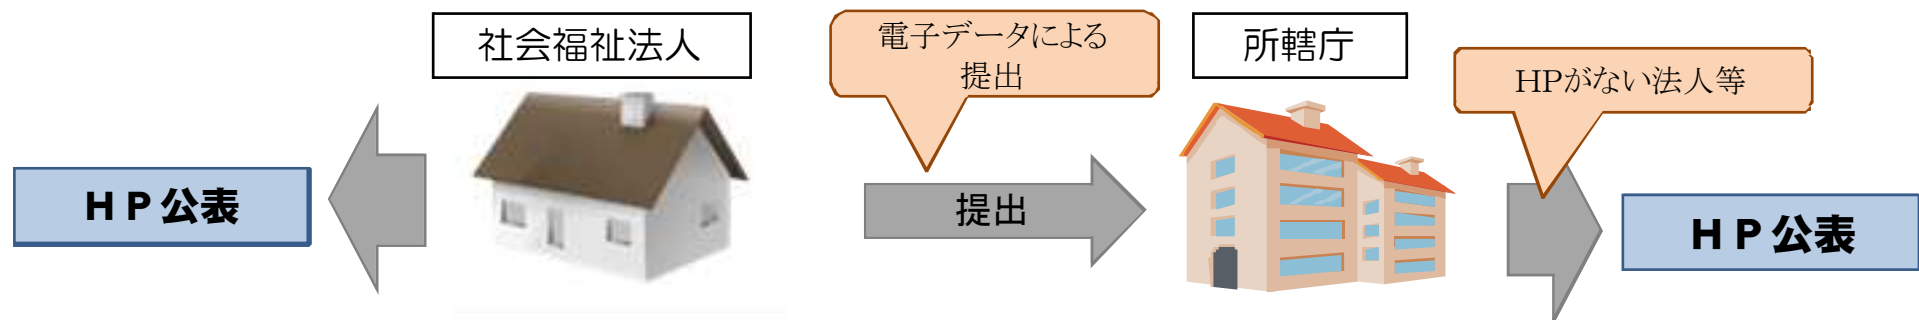 社会福祉法人
電子データによる
提出
所轄庁
HPがない法人等
ＨＰ公表
提出
ＨＰ公表